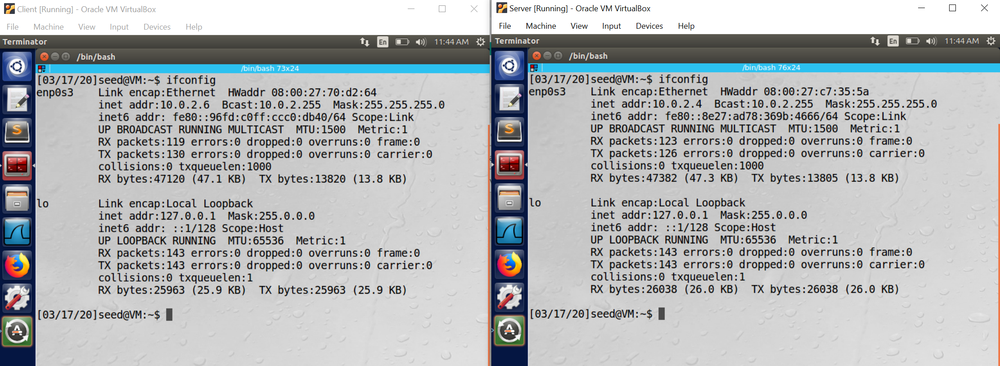 Client [Running] - Oracle VM VirtualBox
File Machine View Input Devices Help
Terminator En 11:44 AM
/bin/bash
/bin/bash 73x24
[03/17/20]seed@VM:~$ ifconfig
enp0s3    Link encap:Ethernet  HWaddr 08:00:27:70:d2:64
          inet addr:10.0.2.6  Bcast:10.0.2.255  Mask:255.255.255.0
          inet6 addr: fe80::96fd:c0ff:ccc0:db40/64 Scope:Link
          UP BROADCAST RUNNING MULTICAST  MTU:1500  Metric:1
          RX packets:119 errors:0 dropped:0 overruns:0 frame:0
          TX packets:130 errors:0 dropped:0 overruns:0 carrier:0
          collisions:0 txqueuelen:1000
          RX bytes:47120 (47.1 KB)  TX bytes:13820 (13.8 KB)
lo        Link encap:Local Loopback
          inet addr:127.0.0.1  Mask:255.0.0.0
          inet6 addr: ::1/128 Scope:Host
          UP LOOPBACK RUNNING  MTU:65536  Metric:1
          RX packets:143 errors:0 dropped:0 overruns:0 frame:0
          TX packets:143 errors:0 dropped:0 overruns:0 carrier:0
          collisions:0 txqueuelen:1
          RX bytes:25963 (25.9 KB)  TX bytes:25963 (25.9 KB)
[03/17/20]seed@VM:~$
Server [Running] - Oracle VM VirtualBox
File Machine View Input Devices Help
Terminator En 11:44 AM
/bin/bash
/bin/bash 76x24
[03/17/20]seed@VM:~$ ifconfig
enp0s3    Link encap:Ethernet  HWaddr 08:00:27:c7:35:5a
          inet addr:10.0.2.4  Bcast:10.0.2.255  Mask:255.255.255.0
          inet6 addr: fe80::8e27:ad78:369b:4666/64 Scope:Link
          UP BROADCAST RUNNING MULTICAST  MTU:1500  Metric:1
          RX packets:123 errors:0 dropped:0 overruns:0 frame:0
          TX packets:126 errors:0 dropped:0 overruns:0 carrier:0
          collisions:0 txqueuelen:1000
          RX bytes:47382 (47.3 KB)  TX bytes:13805 (13.8 KB)
lo        Link encap:Local Loopback
          inet addr:127.0.0.1  Mask:255.0.0.0
          inet6 addr: ::1/128 Scope:Host
          UP LOOPBACK RUNNING  MTU:65536  Metric:1
          RX packets:143 errors:0 dropped:0 overruns:0 frame:0
          TX packets:143 errors:0 dropped:0 overruns:0 carrier:0
          collisions:0 txqueuelen:1
          RX bytes:26038 (26.0 KB)  TX bytes:26038 (26.0 KB)
[03/17/20]seed@VM:~$